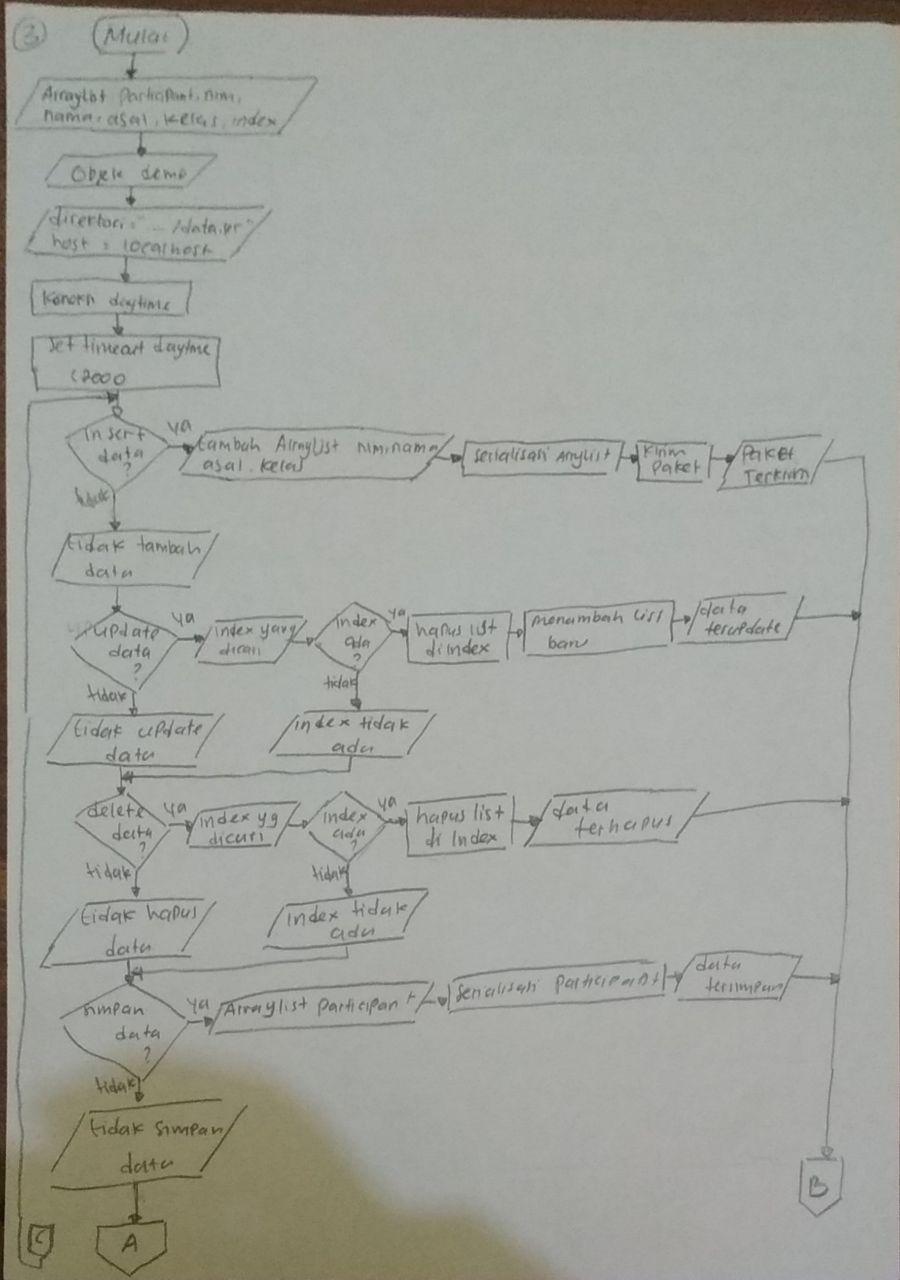 3
Mulai
Arraylist participant, nim,
nama, asal, kelas, index
Objek demo
direktori = "... /data.
host = localhost
daytime
Set timeout daytime
(2000
insert
data
?
ya
tambah Arraylist nim, nama
asal, kelas
serialisasi
Kirim
Paket
Paket
Terkirim
tidak
tidak tambah
data
update
data
?
ya
index yang
dicari
index
ada
?
ya
hapus list
di index
menambah list
baru
data
terupdate
tidak
tidak
tidak update
data
index tidak
ada
delete
data
?
ya
index yg
dicari
index
ada
?
ya
hapus list
di index
data
terhapus
tidak
tidak
tidak hapus
data
index tidak
ada
simpan
data
?
ya
Arraylist participant
Serialisasi Participant
data
tersimpan
tidak
tidak simpan
data
B
C
A